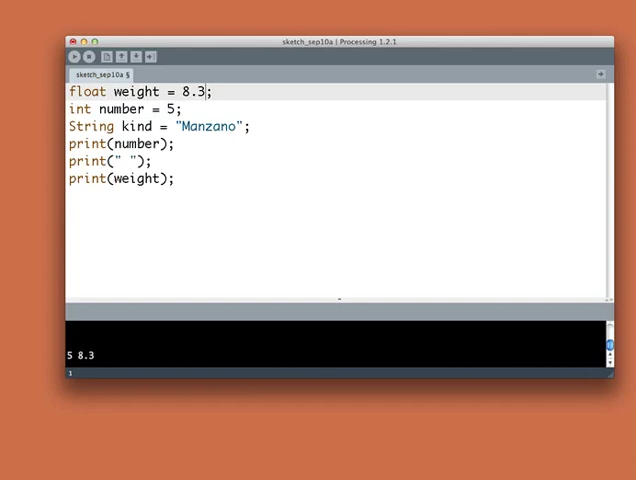 sketch_sep10a | Processing 1.2.1
sketch_sep10a §
float weight = 8.3;
int number = 5;
String kind = "Manzano";
print(number);
print(" ");
print(weight);
5 8.3
1